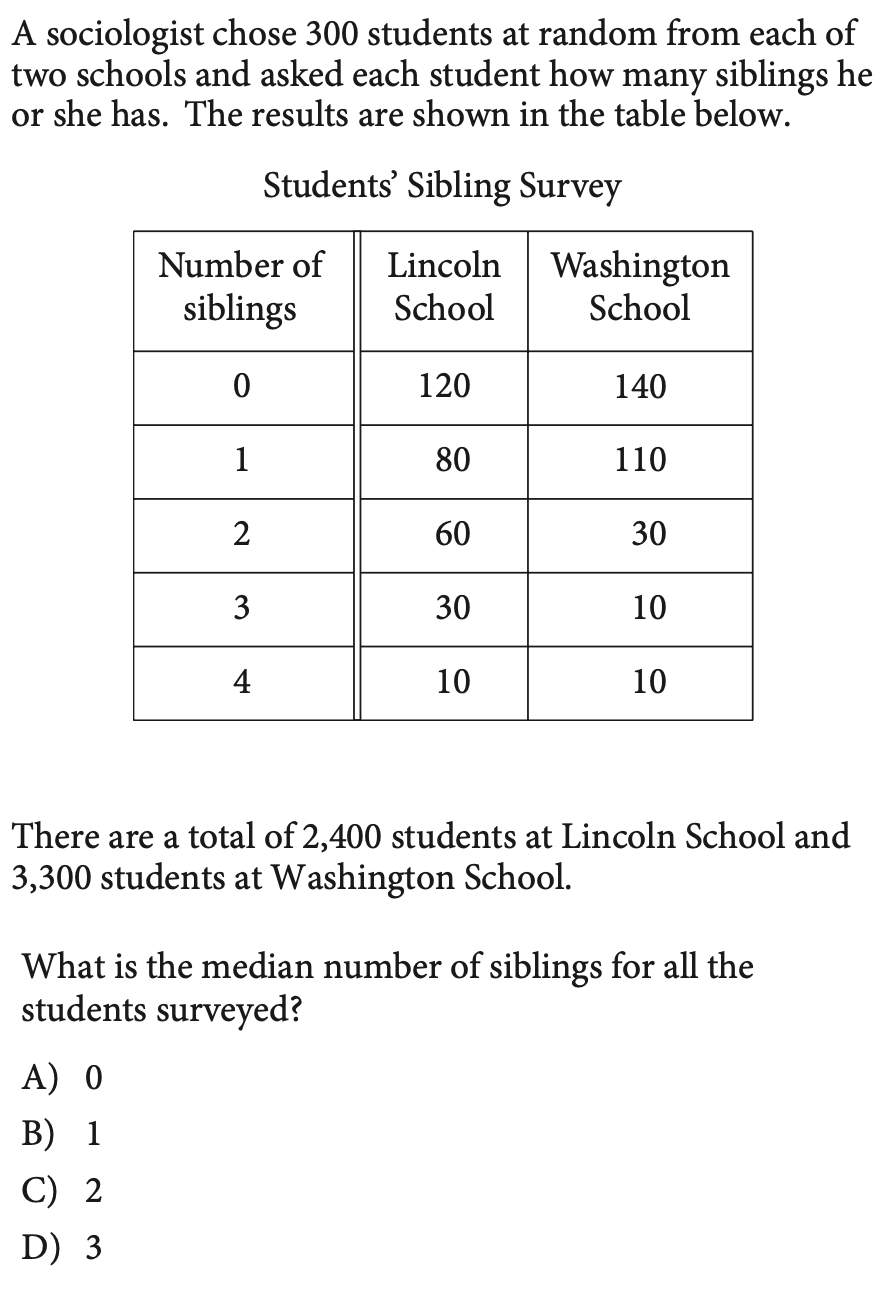 A sociologist chose 300 students at random from each of
two schools and asked each student how many siblings he
or she has. The results are shown in the table below.
Students’ Sibling Survey
Number of siblings Lincoln School Washington School
0 120 140
1 80 110
2 60 30
3 30 10
4 10 10
There are a total of 2,400 students at Lincoln School and
3,300 students at Washington School.
What is the median number of siblings for all the
students surveyed?
A) 0
B) 1
C) 2
D) 3